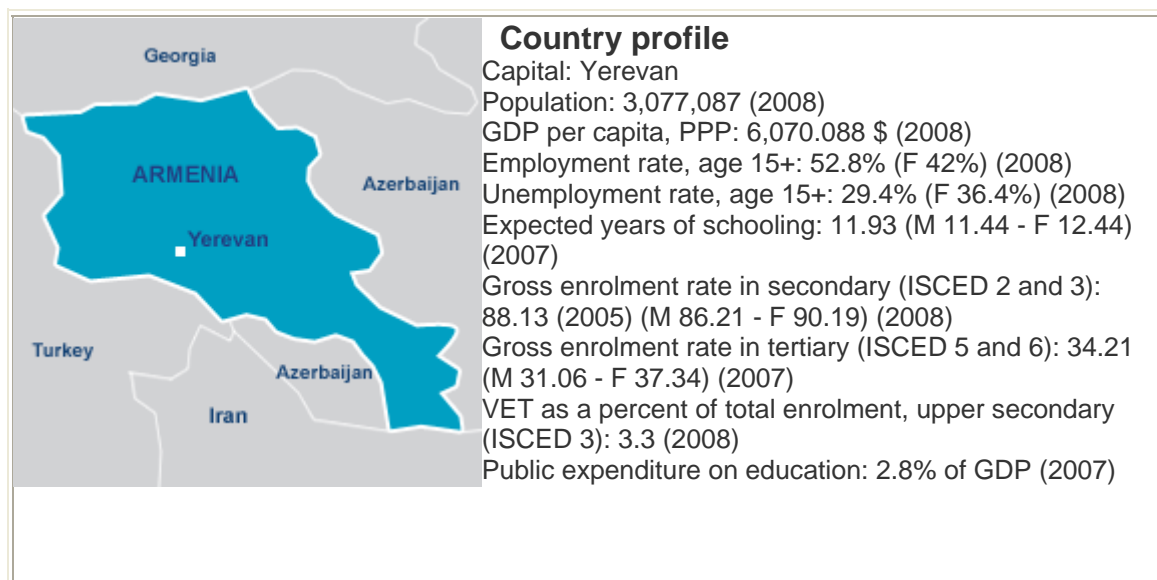 Georgia
ARMENIA
Azerbaijan
Yerevan
Turkey
Azerbaijan
Iran
Country profile
Capital: Yerevan
Population: 3,077,087 (2008)
GDP per capita, PPP: 6,070.088 $ (2008)
Employment rate, age 15+: 52.8% (F 42%) (2008)
Unemployment rate, age 15+: 29.4% (F 36.4%) (2008)
Expected years of schooling: 11.93 (M 11.44 - F 12.44)
(2007)
Gross enrolment rate in secondary (ISCED 2 and 3):
88.13 (2005) (M 86.21 - F 90.19) (2008)
Gross enrolment rate in tertiary (ISCED 5 and 6): 34.21
(M 31.06 - F 37.34) (2007)
VET as a percent of total enrolment, upper secondary
(ISCED 3): 3.3 (2008)
Public expenditure on education: 2.8% of GDP (2007)